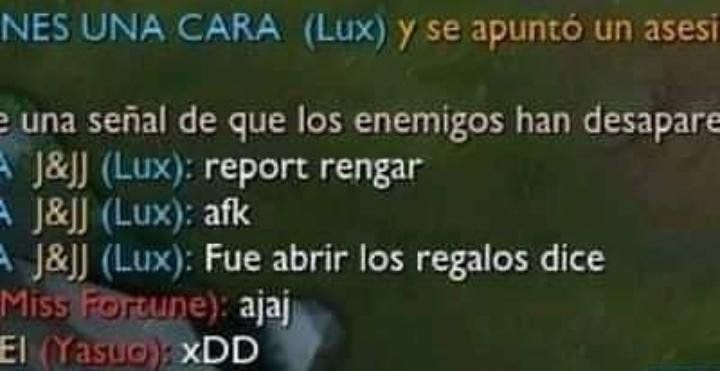 NES UNA CARA (Lux) y se apuntó un asesi
e una señal de que los enemigos han desapare
A J&JJ (Lux): report rengar
A J&JJ (Lux): afk
A J&JJ (Lux): Fue abrir los regalos dice
(Miss Fortune): ajaj
El (Yasuo): xDD